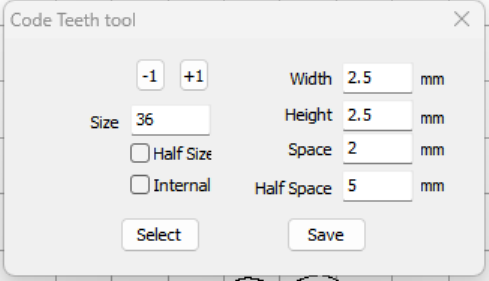 Code Teeth tool
-1 +1
Width 2.5 mm
Size 36
Height 2.5 mm
Half Size
Space 2 mm
Internal
Half Space 5 mm
Select Save